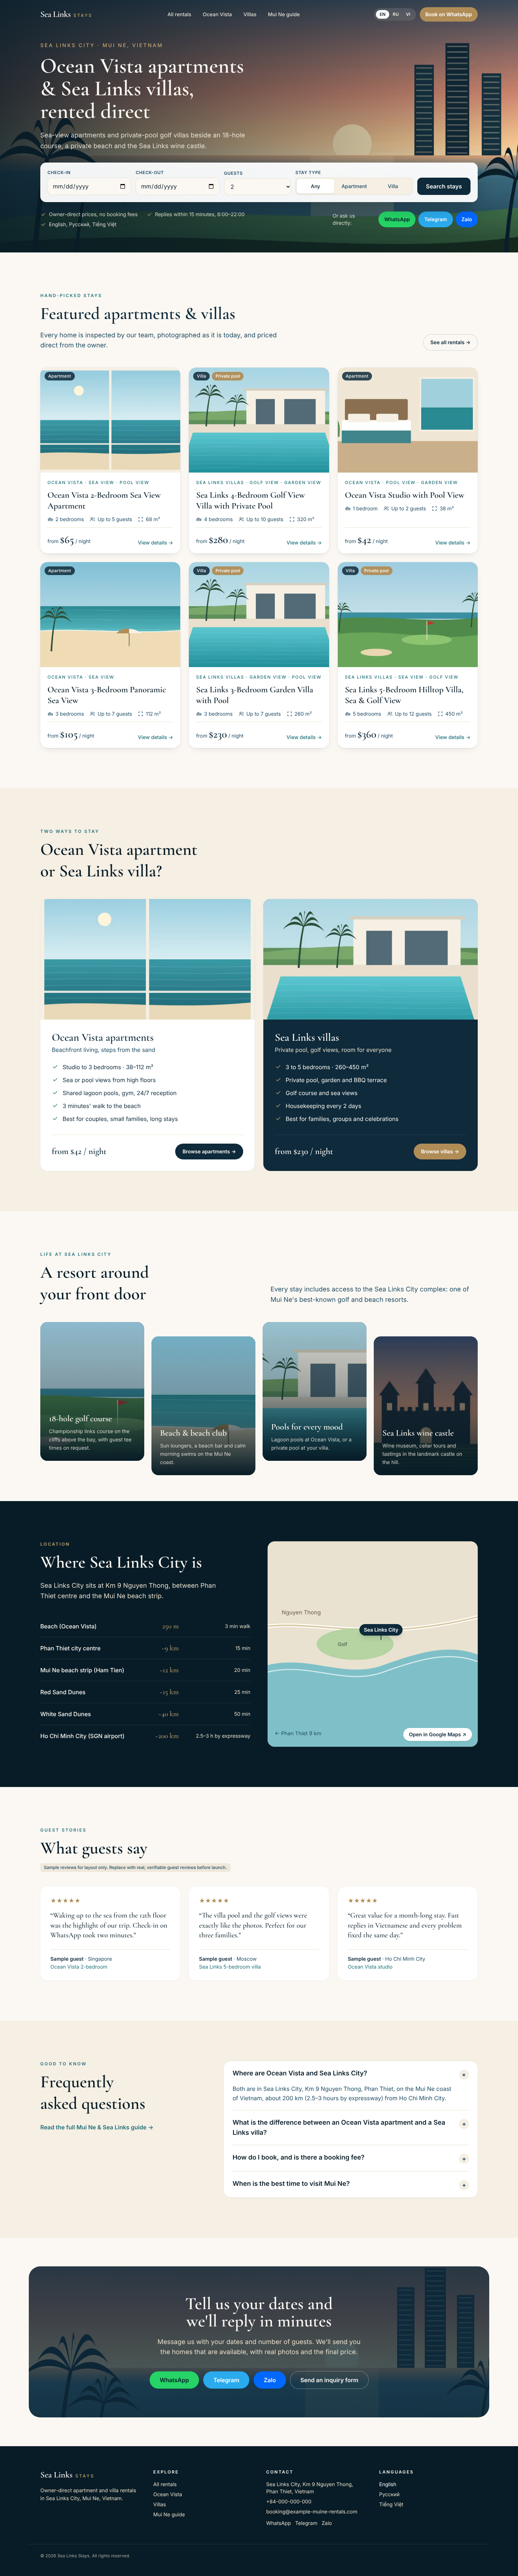 Sea Links STAYS
All rentals
Ocean Vista
Villas
Mui Ne guide
EN RU VI
Book on WhatsApp
SEA LINKS CITY · MUI NE, VIETNAM
Ocean Vista apartments
& Sea Links villas,
rented direct
Sea-view apartments and private-pool golf villas beside an 18-hole
course, a private beach and the Sea Links wine castle.
CHECK-IN
CHECK-OUT
GUESTS
STAY TYPE
mm/dd/yyyy
mm/dd/yyyy
2
Any
Apartment
Villa
Search stays
Owner-direct prices, no booking fees
Replies within 15 minutes, 8:00–22:00
English, Русский, Tiếng Việt
Or ask us
directly:
WhatsApp
Telegram
Zalo
HAND-PICKED STAYS
Featured apartments & villas
Every home is inspected by our team, photographed as it is today, and priced
direct from the owner.
See all rentals →
Apartment
OCEAN VISTA · SEA VIEW · POOL VIEW
Ocean Vista 2-Bedroom Sea View
Apartment
2 bedrooms Up to 5 guests 68 m²
from $65 / night
View details →
Villa Private pool
SEA LINKS VILLAS · GOLF VIEW · GARDEN VIEW
Sea Links 4-Bedroom Golf View
Villa with Private Pool
4 bedrooms Up to 10 guests 320 m²
from $280 / night
View details →
Apartment
OCEAN VISTA · POOL VIEW · GARDEN VIEW
Ocean Vista Studio with Pool View
1 bedroom Up to 2 guests 38 m²
from $42 / night
View details →
Apartment
OCEAN VISTA · SEA VIEW
Ocean Vista 3-Bedroom Panoramic
Sea View
3 bedrooms Up to 7 guests 112 m²
from $105 / night
View details →
Villa Private pool
SEA LINKS VILLAS · GARDEN VIEW · POOL VIEW
Sea Links 3-Bedroom Garden Villa
with Pool
3 bedrooms Up to 7 guests 260 m²
from $230 / night
View details →
Villa Private pool
SEA LINKS VILLAS · SEA VIEW · GOLF VIEW
Sea Links 5-Bedroom Hilltop Villa,
Sea & Golf View
5 bedrooms Up to 12 guests 450 m²
from $360 / night
View details →
TWO WAYS TO STAY
Ocean Vista apartment
or Sea Links villa?
Ocean Vista apartments
Beachfront living, steps from the sand
Studio to 3 bedrooms · 38–112 m²
Sea or pool views from high floors
Shared lagoon pools, gym, 24/7 reception
3 minutes' walk to the beach
Best for couples, small families, long stays
from $42 / night
Browse apartments →
Sea Links villas
Private pool, golf views, room for everyone
3 to 5 bedrooms · 260–450 m²
Private pool, garden and BBQ terrace
Golf course and sea views
Housekeeping every 2 days
Best for families, groups and celebrations
from $230 / night
Browse villas →
LIFE AT SEA LINKS CITY
A resort around
your front door
Every stay includes access to the Sea Links City complex: one of
Mui Ne's best-known golf and beach resorts.
18-hole golf course
Championship links course on the
cliffs above the bay, with guest tee
times on request.
Beach & beach club
Sun loungers, a beach bar and calm
morning swims on the Mui Ne
coast.
Pools for every mood
Lagoon pools at Ocean Vista, or a
private pool at your villa.
Sea Links wine castle
Wine museum, cellar tours and
tastings in the landmark castle on
the hill.
LOCATION
Where Sea Links City is
Sea Links City sits at Km 9 Nguyen Thong, between Phan
Thiet centre and the Mui Ne beach strip.
Beach (Ocean Vista) 250 m 3 min walk
Phan Thiet city centre ~9 km 15 min
Mui Ne beach strip (Ham Tien) ~12 km 20 min
Red Sand Dunes ~15 km 25 min
White Sand Dunes ~40 km 50 min
Ho Chi Minh City (SGN airport) ~200 km 2.5–3 h by expressway
Nguyen Thong
Sea Links City
Golf
← Phan Thiet 9 km
Open in Google Maps ↗
GUEST STORIES
What guests say
Sample reviews for layout only. Replace with real, verifiable guest reviews before launch.
★★★★★
“Waking up to the sea from the 12th floor
was the highlight of our trip. Check-in on
WhatsApp took two minutes.”
Sample guest · Singapore
Ocean Vista 2-bedroom
★★★★★
“The villa pool and the golf views were
exactly like the photos. Perfect for our
three families.”
Sample guest · Moscow
Sea Links 5-bedroom villa
★★★★★
“Great value for a month-long stay. Fast
replies in Vietnamese and every problem
fixed the same day.”
Sample guest · Ho Chi Minh City
Ocean Vista studio
GOOD TO KNOW
Frequently
asked questions
Read the full Mui Ne & Sea Links guide →
Where are Ocean Vista and Sea Links City?
Both are in Sea Links City, Km 9 Nguyen Thong, Phan Thiet, on the Mui Ne coast
of Vietnam, about 200 km (2.5–3 hours by expressway) from Ho Chi Minh City.
What is the difference between an Ocean Vista apartment and a Sea
Links villa?
How do I book, and is there a booking fee?
When is the best time to visit Mui Ne?
Tell us your dates and
we'll reply in minutes
Message us with your dates and number of guests. We'll send you
the homes that are available, with real photos and the final price.
WhatsApp
Telegram
Zalo
Send an inquiry form
Sea Links STAYS
Owner-direct apartment and villa rentals
in Sea Links City, Mui Ne, Vietnam.
EXPLORE
All rentals
Ocean Vista
Villas
Mui Ne guide
CONTACT
Sea Links City, Km 9 Nguyen Thong,
Phan Thiet, Vietnam
+84-000-000-000
booking@example-muine-rentals.com
WhatsApp Telegram Zalo
LANGUAGES
English
Русский
Tiếng Việt
© 2026 Sea Links Stays. All rights reserved.